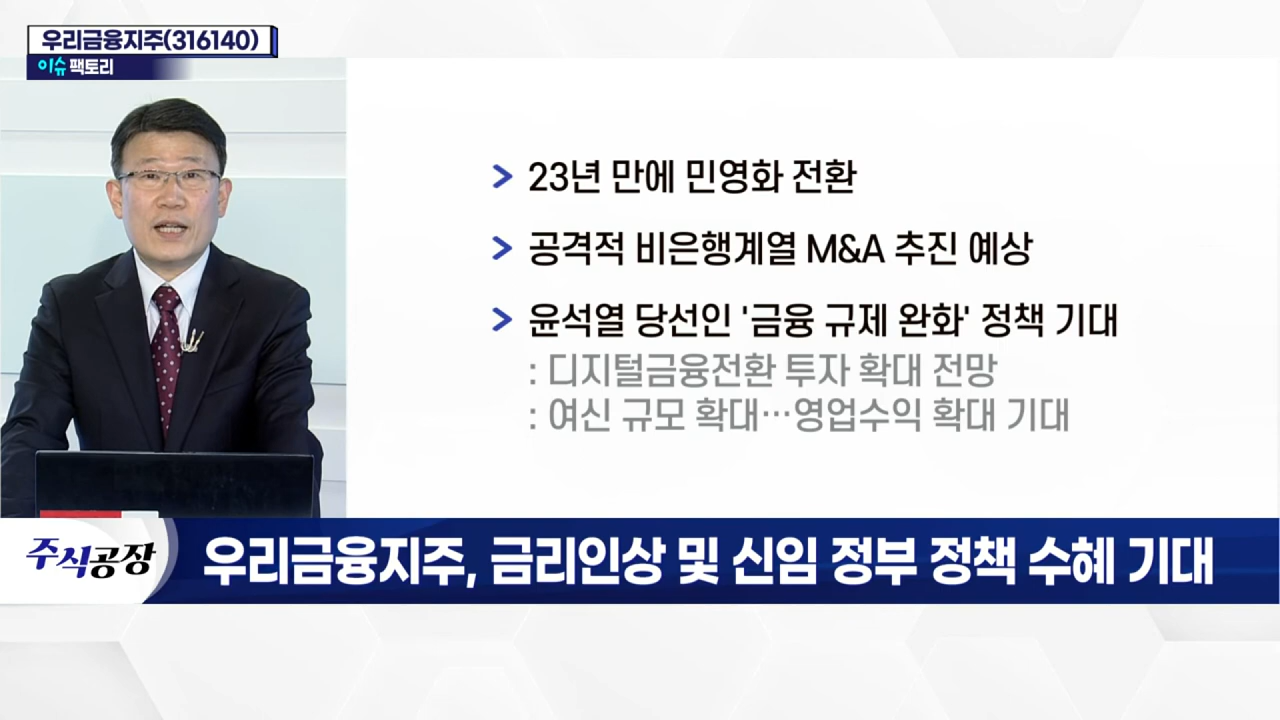 우리금융지주(316140)
이슈 팩토리
> 23년 만에 민영화 전환
> 공격적 비은행계열 M&A 추진 예상
> 윤석열 당선인 '금융 규제 완화' 정책 기대
: 디지털금융전환 투자 확대 전망
: 여신 규모 확대…영업수익 확대 기대
주식공장
우리금융지주, 금리인상 및 신임 정부 정책 수혜 기대